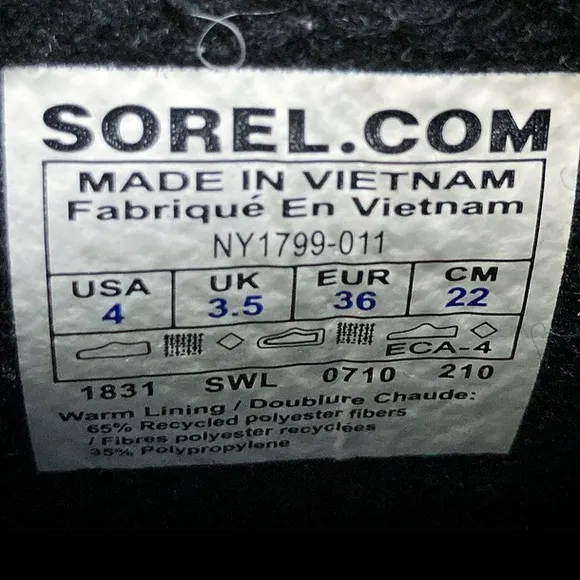 SOREL.COM
MADE IN VIETNAM
Fabriqué En Vietnam
NY1799-011
USA UK EUR CM
4 3.5 36 22
ECA-4
1831 SWL 0710 210
Warm Lining / Doublure Chaude:
65% Recycled polyester fibers
/ Fibres polyester recyclées
35% Polypropylene